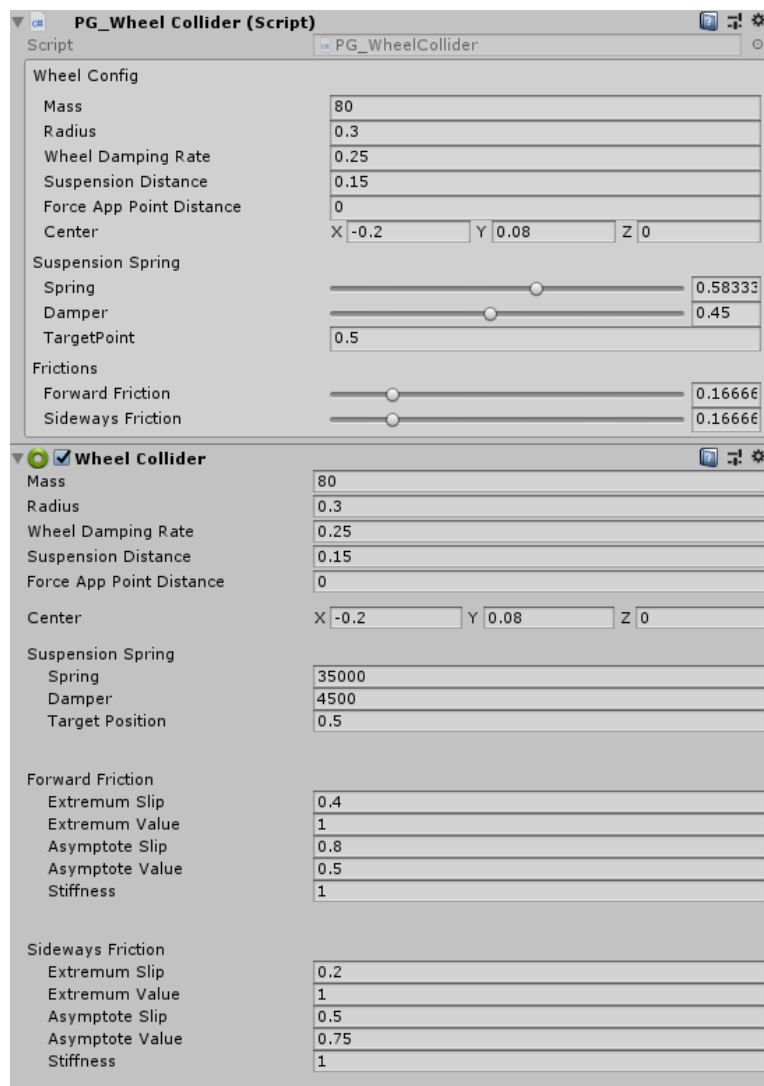 PG_Wheel Collider (Script)
Script PG_WheelCollider
Wheel Config
Mass 80
Radius 0.3
Wheel Damping Rate 0.25
Suspension Distance 0.15
Force App Point Distance 0
Center X -0.2 Y 0.08 Z 0
Suspension Spring
Spring 0.58333
Damper 0.45
TargetPoint 0.5
Frictions
Forward Friction 0.16666
Sideways Friction 0.16666
Wheel Collider
Mass 80
Radius 0.3
Wheel Damping Rate 0.25
Suspension Distance 0.15
Force App Point Distance 0
Center X -0.2 Y 0.08 Z 0
Suspension Spring
Spring 35000
Damper 4500
Target Position 0.5
Forward Friction
Extremum Slip 0.4
Extremum Value 1
Asymptote Slip 0.8
Asymptote Value 0.5
Stiffness 1
Sideways Friction
Extremum Slip 0.2
Extremum Value 1
Asymptote Slip 0.5
Asymptote Value 0.75
Stiffness 1